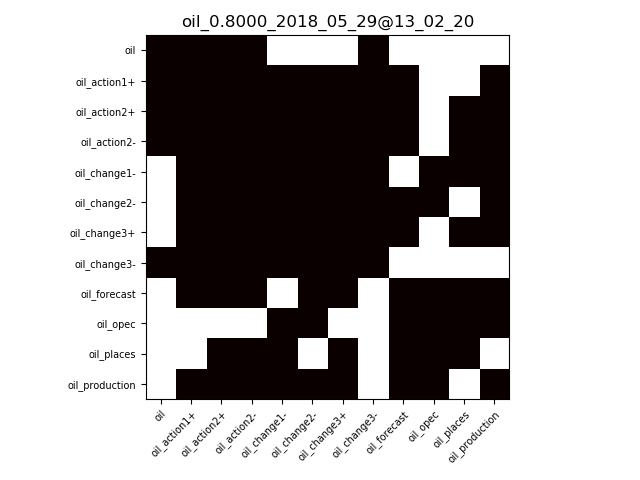 oil_0.8000_2018_05_29@13_02_20
oil
oil_action1+
oil_action2+
oil_action2-
oil_change1-
oil_change2-
oil_change3+
oil_change3-
oil_forecast
oil_opec
oil_places
oil_production
oil
oil_action1+
oil_action2+
oil_action2-
oil_change1-
oil_change2-
oil_change3+
oil_change3-
oil_forecast
oil_opec
oil_places
oil_production